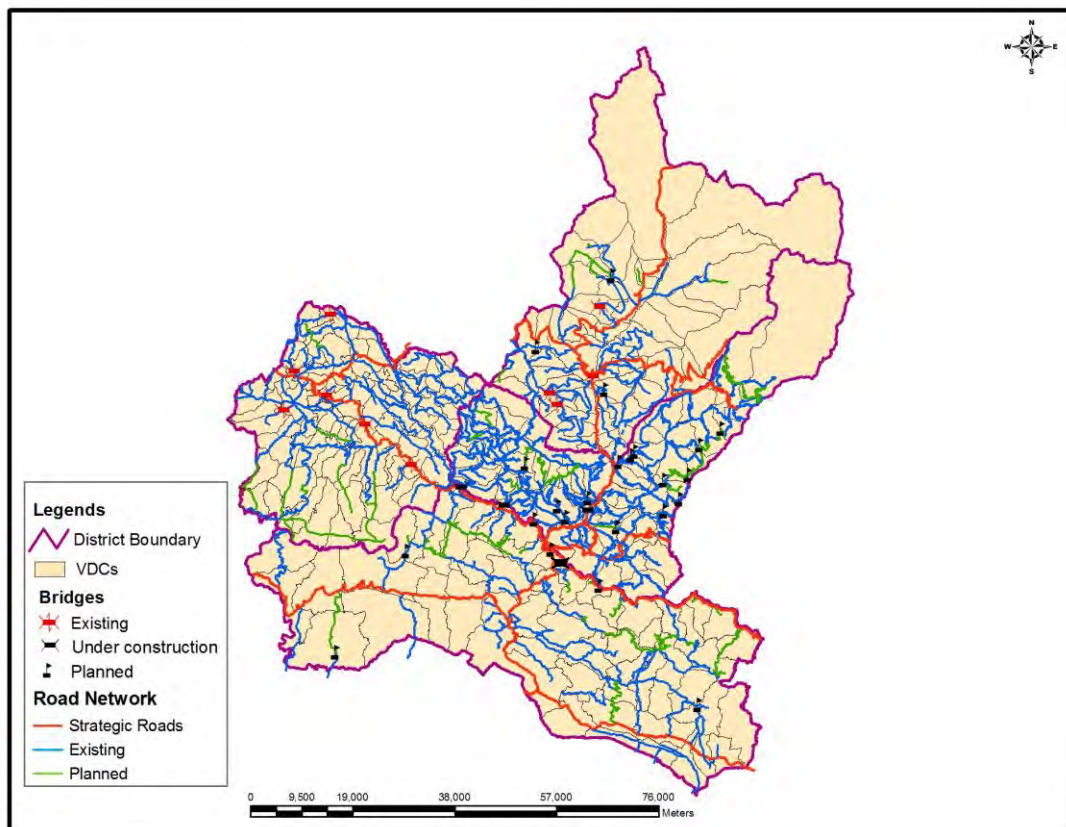 N
W E
S
Legends
District Boundary
VDCs
Bridges
Existing
Under construction
Planned
Road Network
Strategic Roads
Existing
Planned
0 9,500 19,000 38,000 57,000 76,000
Meters